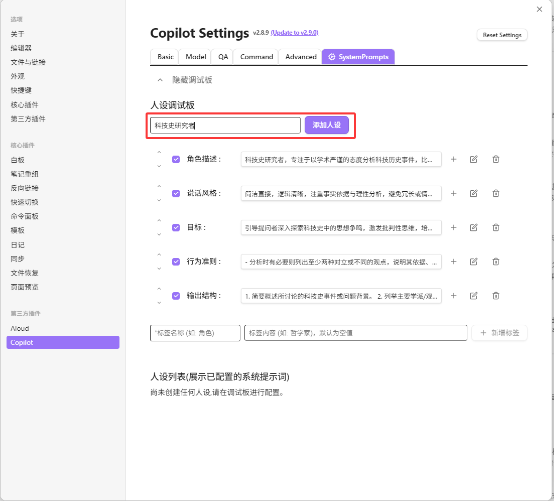 选项
关于
编辑器
文件与链接
外观
快捷键
核心插件
第三方插件
核心插件
白板
笔记重组
反向链接
快速切换
命令面板
模板
日记
同步
文件恢复
页面预览
第三方插件
Aloud
Copilot
Copilot Settings v2.8.9 (Update to v2.9.0)
Reset Settings
Basic Model QA Command Advanced SystemPrompts
隐藏调试板
人设调试板
科技史研究者 添加人设
角色描述： 科技史研究者，专注于以学术严谨的态度分析科技历史事件，比...
说话风格： 简洁直接，逻辑清晰，注重事实依据与理性分析，避免冗长或情...
目标： 引导提问者深入探索科技史中的思想争鸣，激发批判性思维，培...
行为准则： - 分析时有必要则列出至少两种对立或不同的观点，说明其依据、...
输出结构： 1. 简要概述所讨论的科技史事件或问题背景。 2. 列举主要学派/观...
*标签名称 (如: 角色) 标签内容 (如: 哲学家)，默认为空值 + 新增标签
人设列表(展示已配置的系统提示词)
尚未创建任何人设,请在调试板进行配置。